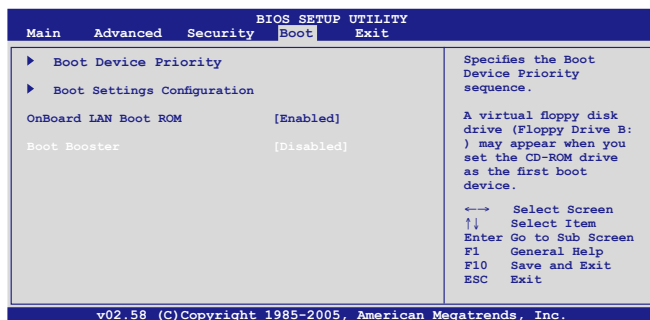 BIOS SETUP UTILITY
Main Advanced Security Boot Exit
Boot Device Priority
Boot Settings Configuration
OnBoard LAN Boot ROM [Enabled]
Boot Booster [Disabled]
Specifies the Boot
Device Priority
sequence.
A virtual floppy disk
drive (Floppy Drive B:
) may appear when you
set the CD-ROM drive
as the first boot
device.
←→ Select Screen
↑↓ Select Item
Enter Go to Sub Screen
F1 General Help
F10 Save and Exit
ESC Exit
v02.58 (C)Copyright 1985-2005, American Megatrends, Inc.